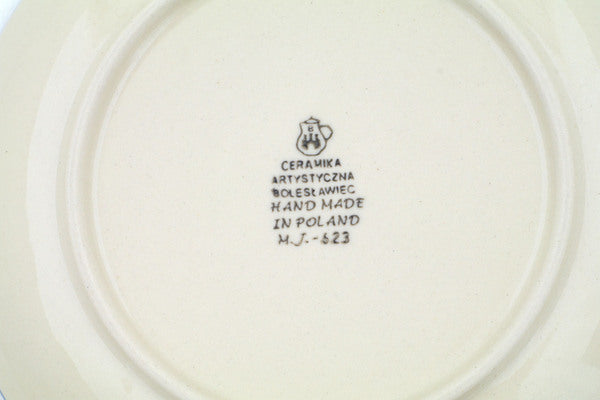 B
CERAMIKA
ARTYSTYCZNA
BOLESŁAWIEC
HAND MADE
IN POLAND
M.J.-623